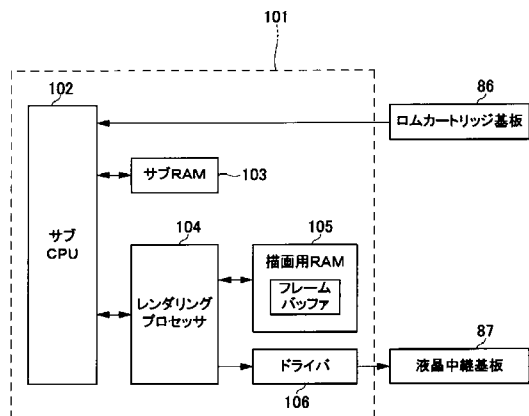 101
102
86
ロムカートリッジ基板
サブRAM
103
サブ
CPU
104
レンダリング
プロセッサ
105
描画用RAM
フレーム
バッファ
ドライバ
106
87
液晶中継基板